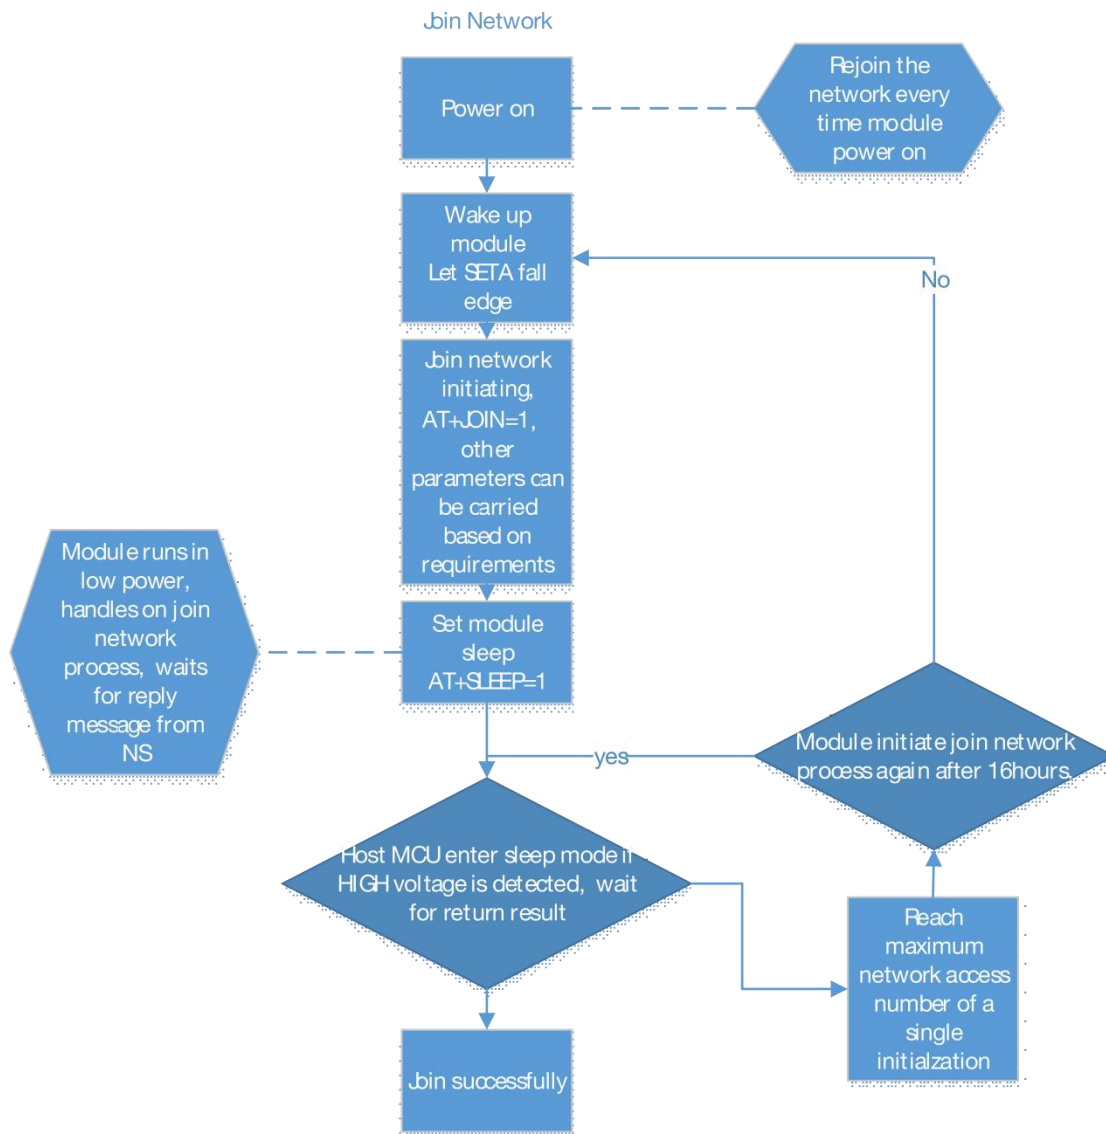 Join Network
Power on
Rejoin the
network every
time module
power on
Wake up
module
Let SETA fall
edge
No
Join network
initiating,
AT+JOIN=1,
other
parameters can
be carried
based on
requirements
Module runs in
low power,
handles on join
network
process, waits
for reply
message from
NS
Set module
sleep
AT+SLEEP=1
yes
Module initiate join network
process again after 16hours.
Host MCU enter sleep mode if
HIGH voltage is detected, wait
for return result
Reach
maximum
network access
number of a
single
initialzation
Join successfully